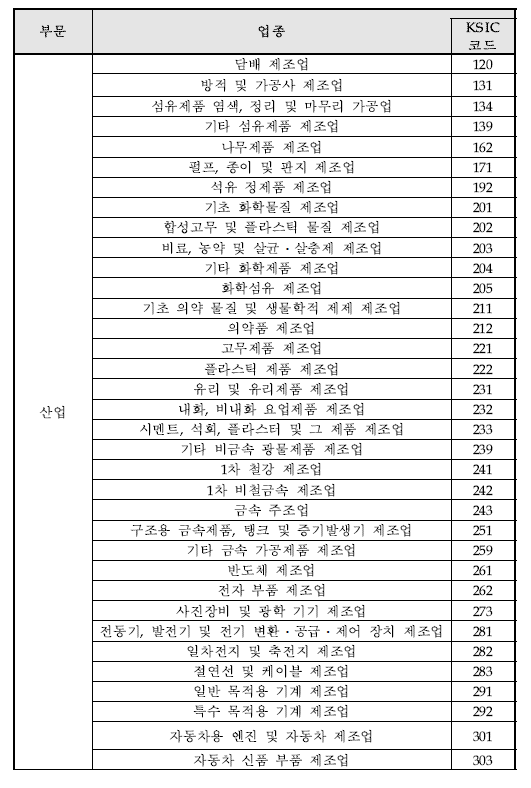 부문 업종 KSIC
코드
담배 제조업 120
방적 및 가공사 제조업 131
섬유제품 염색, 정리 및 마무리 가공업 134
기타 섬유제품 제조업 139
나무제품 제조업 162
펄프, 종이 및 판지 제조업 171
석유 정제품 제조업 192
기초 화학물질 제조업 201
합성고무 및 플라스틱 물질 제조업 202
비료, 농약 및 살균·살충제 제조업 203
기타 화학제품 제조업 204
화학섬유 제조업 205
기초 의약 물질 및 생물학적 제제 제조업 211
의약품 제조업 212
고무제품 제조업 221
플라스틱 제품 제조업 222
유리 및 유리제품 제조업 231
산업 내화, 비내화 요업제품 제조업 232
시멘트, 석회, 플라스터 및 그 제품 제조업 233
기타 비금속 광물제품 제조업 239
1차 철강 제조업 241
1차 비철금속 제조업 242
금속 주조업 243
구조용 금속제품, 탱크 및 증기발생기 제조업 251
기타 금속 가공제품 제조업 259
반도체 제조업 261
전자 부품 제조업 262
사진장비 및 광학 기기 제조업 273
전동기, 발전기 및 전기 변환·공급·제어 장치 제조업 281
일차전지 및 축전지 제조업 282
절연선 및 케이블 제조업 283
일반 목적용 기계 제조업 291
특수 목적용 기계 제조업 292
자동차용 엔진 및 자동차 제조업 301
자동차 신품 부품 제조업 303